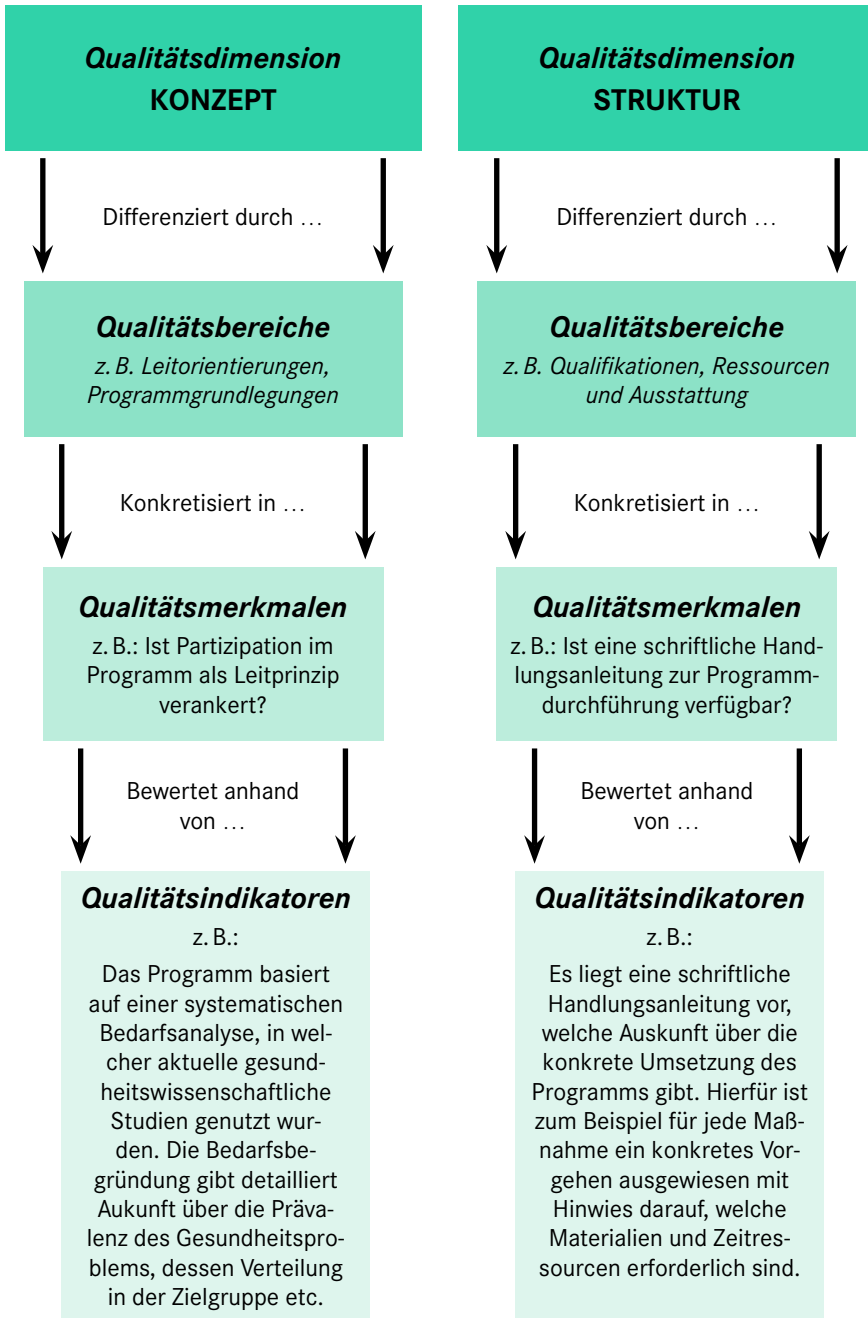 Qualitätsdimension
KONZEPT
Differenziert durch …
Qualitätsbereiche
z. B. Leitorientierungen,
Programmgrundlegungen
Konkretisiert in …
Qualitätsmerkmalen
z. B.: Ist Partizipation im
Programm als Leitprinzip
verankert?
Bewertet anhand
von …
Qualitätsindikatoren
z. B.:
Das Programm basiert
auf einer systematischen
Bedarfsanalyse, in wel-
cher aktuelle gesund-
heitswissenschaftliche
Studien genutzt wur-
den. Die Bedarfsbe-
gründung gibt detailliert
Aukunft über die Präva-
lenz des Gesundheitspro-
blems, dessen Verteilung
in der Zielgruppe etc.
Qualitätsdimension
STRUKTUR
Differenziert durch …
Qualitätsbereiche
z. B. Qualifikationen, Ressourcen
und Ausstattung
Konkretisiert in …
Qualitätsmerkmalen
z. B.: Ist eine schriftliche Hand-
lungsanleitung zur Programm-
durchführung verfügbar?
Bewertet anhand
von …
Qualitätsindikatoren
z. B.:
Es liegt eine schriftliche
Handlungsanleitung vor,
welche Auskunft über die
konkrete Umsetzung des
Programms gibt. Hierfür ist
zum Beispiel für jede Maß-
nahme ein konkretes Vor-
gehen ausgewiesen mit
Hinwies darauf, welche
Materialien und Zeitres-
sourcen erforderlich sind.